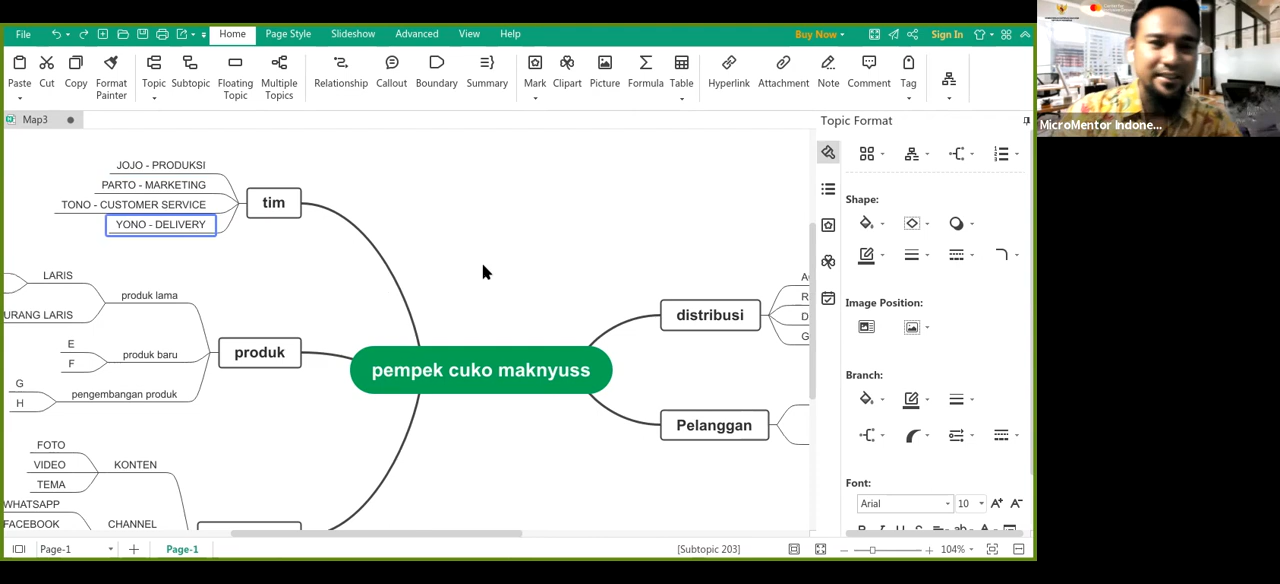 File Home Page Style Slideshow Advanced View Help Buy Now Sign In
Paste Cut Copy Format Painter Topic Subtopic Floating Topic Multiple Topics Relationship Boundary Summary Mark Clipart Picture Formula Table Hyperlink Attachment Note Comment Tag
MicroMentor Indone...
Map3
Topic Format
JOJO - PRODUKSI
PARTO - MARKETING
TONO - CUSTOMER SERVICE
YONO - DELIVERY
tim
Shape:
LARIS
produk lama
URANG LARIS
produk
E
F
produk baru
G
H
pengembangan produk
pempek cuko maknyuss
distribusi
A
R
D
G
Pelanggan
Image Position:
Branch:
FOTO
VIDEO
TEMA
KONTEN
WHATSAPP
FACEBOOK
CHANNEL
Font:
Arial 10
Page-1 Page-1 [Subtopic 203] 104%